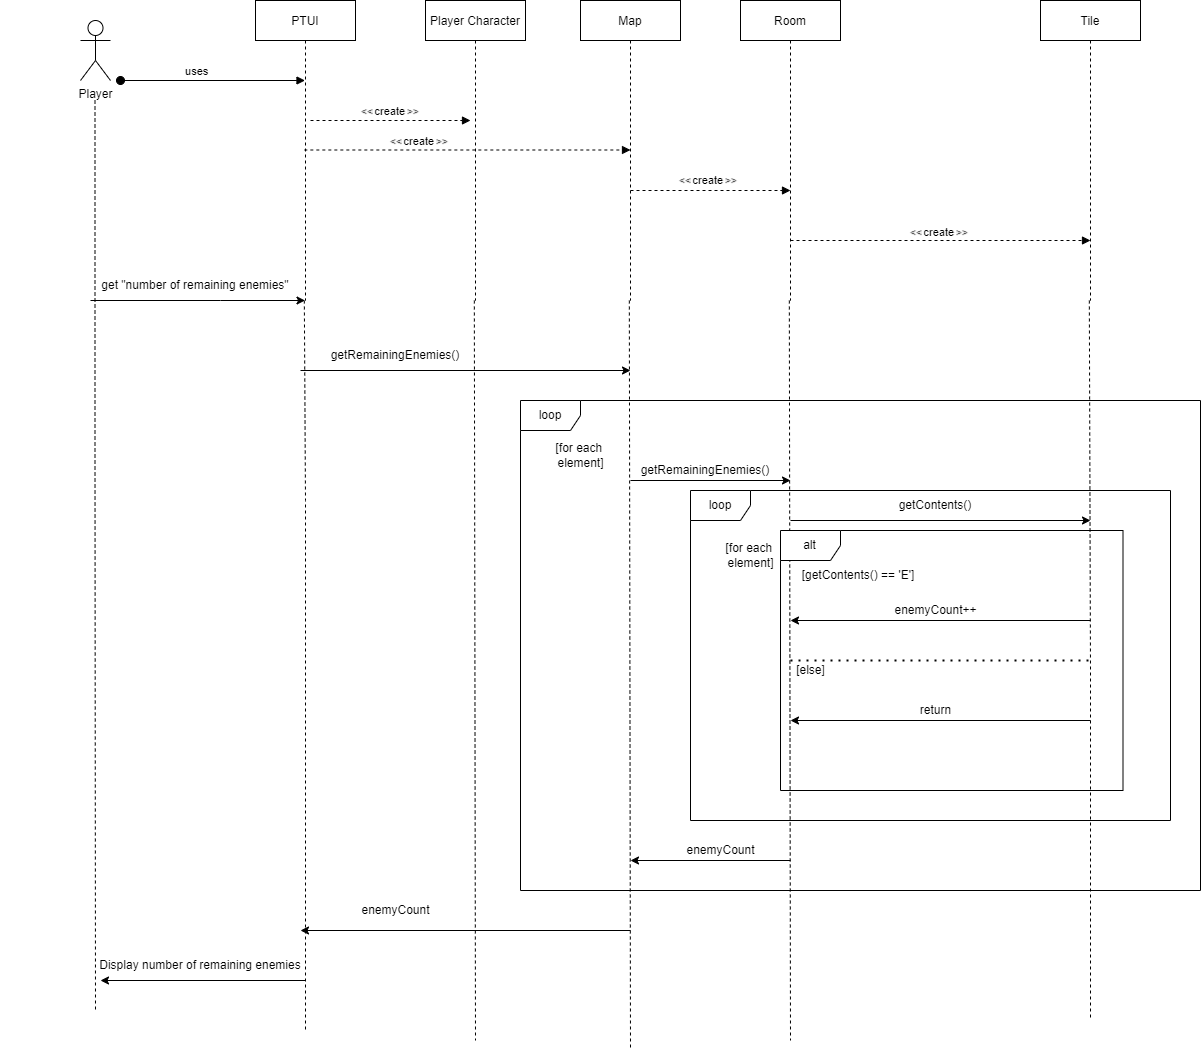 PTUI
Player Character
Map
Room
Tile
uses
Player
<<create>>
<<create>>
<<create>>
<<create>>
get "number of remaining enemies"
getRemainingEnemies()
loop
[for each
element]
getRemainingEnemies()
loop
getContents()
[for each
element]
alt
[getContents() == 'E']
enemyCount++
[else]
return
enemyCount
enemyCount
Display number of remaining enemies